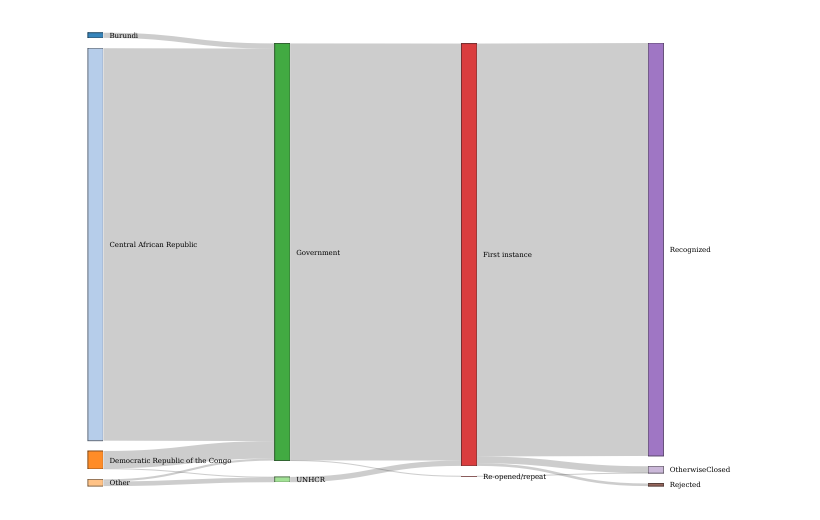 Burundi
Central African Republic
Democratic Republic of the Congo
Other
Government
UNHCR
First instance
Re-opened/repeat
Recognized
OtherwiseClosed
Rejected